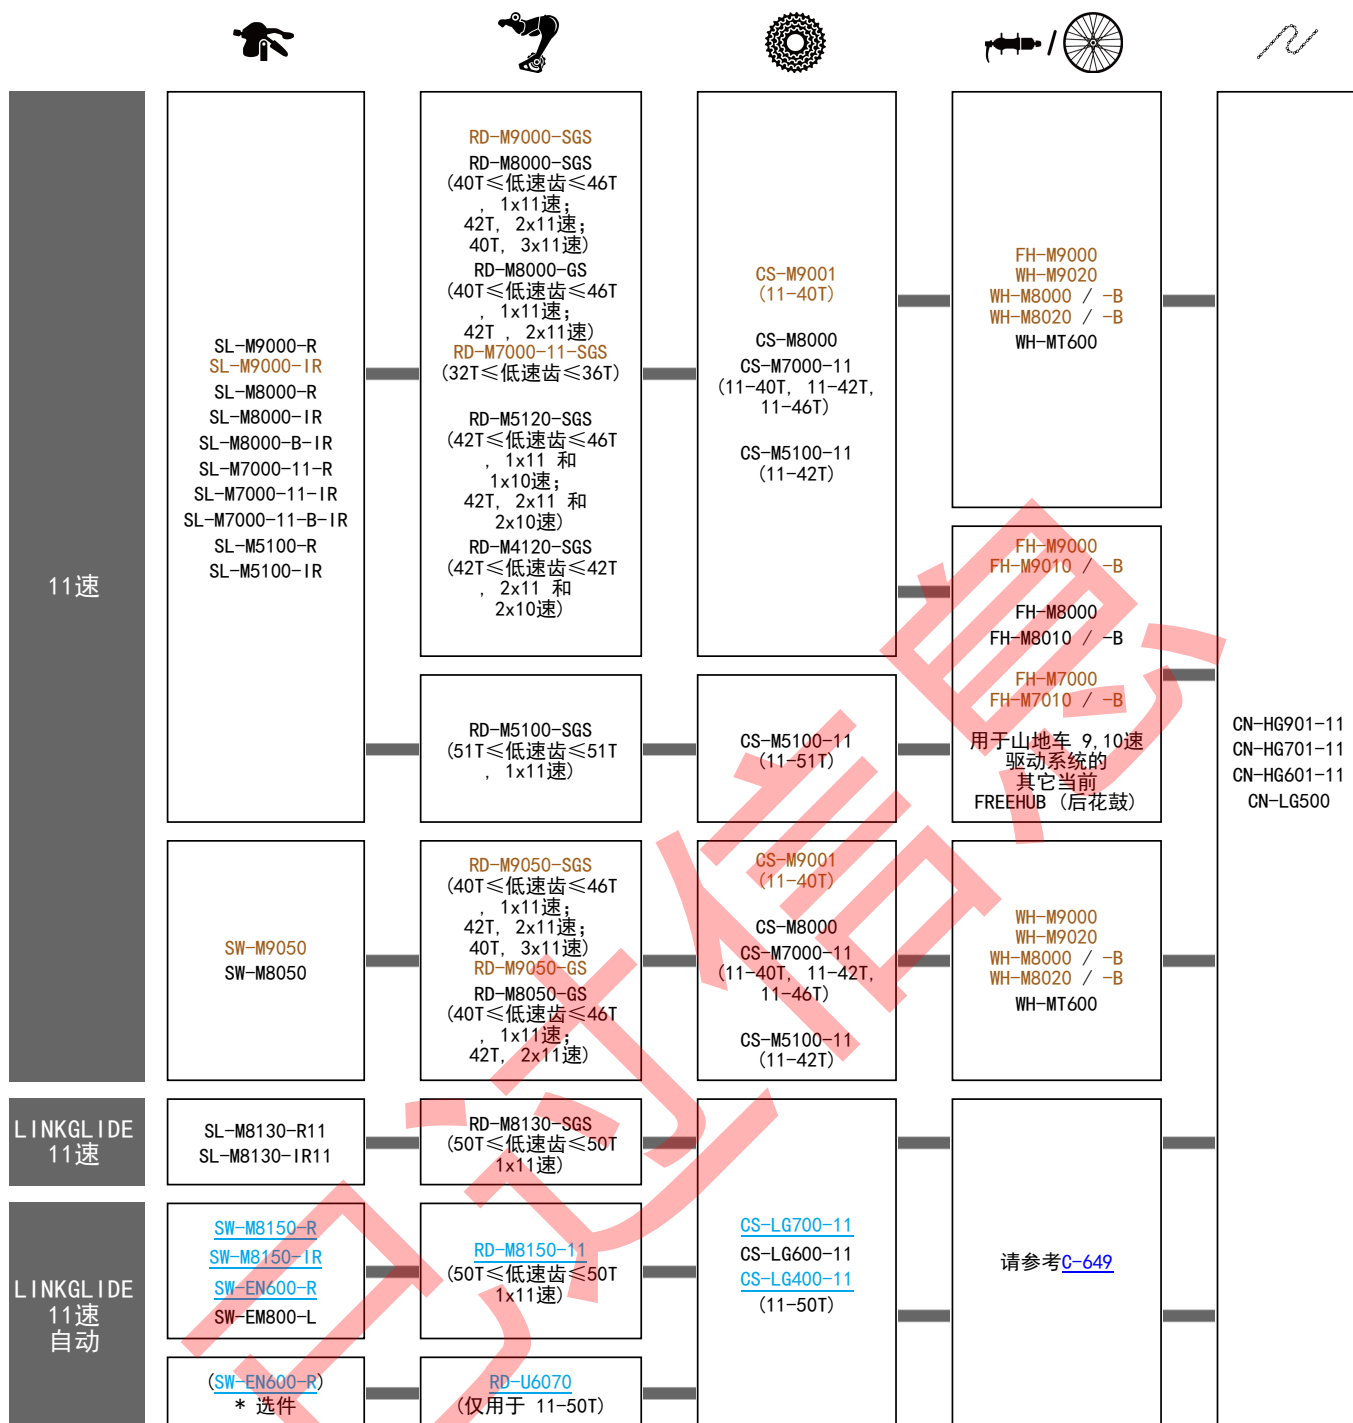 11速
SL-M9000-R
SL-M9000-IR
SL-M8000-R
SL-M8000-IR
SL-M8000-B-IR
SL-M7000-11-R
SL-M7000-11-IR
SL-M7000-11-B-IR
SL-M5100-R
SL-M5100-IR
RD-M9000-SGS
RD-M8000-SGS
(40T≤低速齿≤46T
, 1x11速;
42T, 2x11速;
40T, 3x11速)
RD-M8000-GS
(40T≤低速齿≤46T
, 1x11速;
42T , 2x11速)
RD-M7000-11-SGS
(32T≤低速齿≤36T)
RD-M5120-SGS
(42T≤低速齿≤46T
, 1x11 和
1x10速;
42T, 2x11 和
2x10速)
RD-M4120-SGS
(42T≤低速齿≤42T
, 2x11 和
2x10速)
CS-M9001
(11-40T)
CS-M8000
CS-M7000-11
(11-40T, 11-42T,
11-46T)
CS-M5100-11
(11-42T)
FH-M9000
WH-M9020
WH-M8000 / -B
WH-M8020 / -B
WH-MT600
FH-M9000
FH-M9010 / -B
FH-M8000
FH-M8010 / -B
FH-M7000
FH-M7010 / -B
用于山地车 9,10速
驱动系统的
其它当前
FREEHUB (后花鼓)
RD-M5100-SGS
(51T≤低速齿≤51T
, 1x11速)
CS-M5100-11
(11-51T)
CN-HG901-11
CN-HG701-11
CN-HG601-11
CN-LG500
SW-M9050
SW-M8050
RD-M9050-SGS
(40T≤低速齿≤46T
, 1x11速;
42T, 2x11速;
40T, 3x11速)
RD-M9050-GS
RD-M8050-GS
(40T≤低速齿≤46T
, 1x11速;
42T, 2x11速)
CS-M9001
(11-40T)
CS-M8000
CS-M7000-11
(11-40T, 11-42T,
11-46T)
CS-M5100-11
(11-42T)
WH-M9000
WH-M9020
WH-M8000 / -B
WH-M8020 / -B
WH-MT600
LINKGLIDE
11速
SL-M8130-R11
SL-M8130-IR11
RD-M8130-SGS
(50T≤低速齿≤50T
1x11速)
LINKGLIDE
11速
自动
SW-M8150-R
SW-M8150-IR
SW-EN600-R
SW-EM800-L
RD-M8150-11
(50T≤低速齿≤50T
1x11速)
CS-LG700-11
CS-LG600-11
CS-LG400-11
(11-50T)
请参考C-649
(SW-EN600-R)
* 选件
RD-U6070
(仅用于 11-50T)
过信息